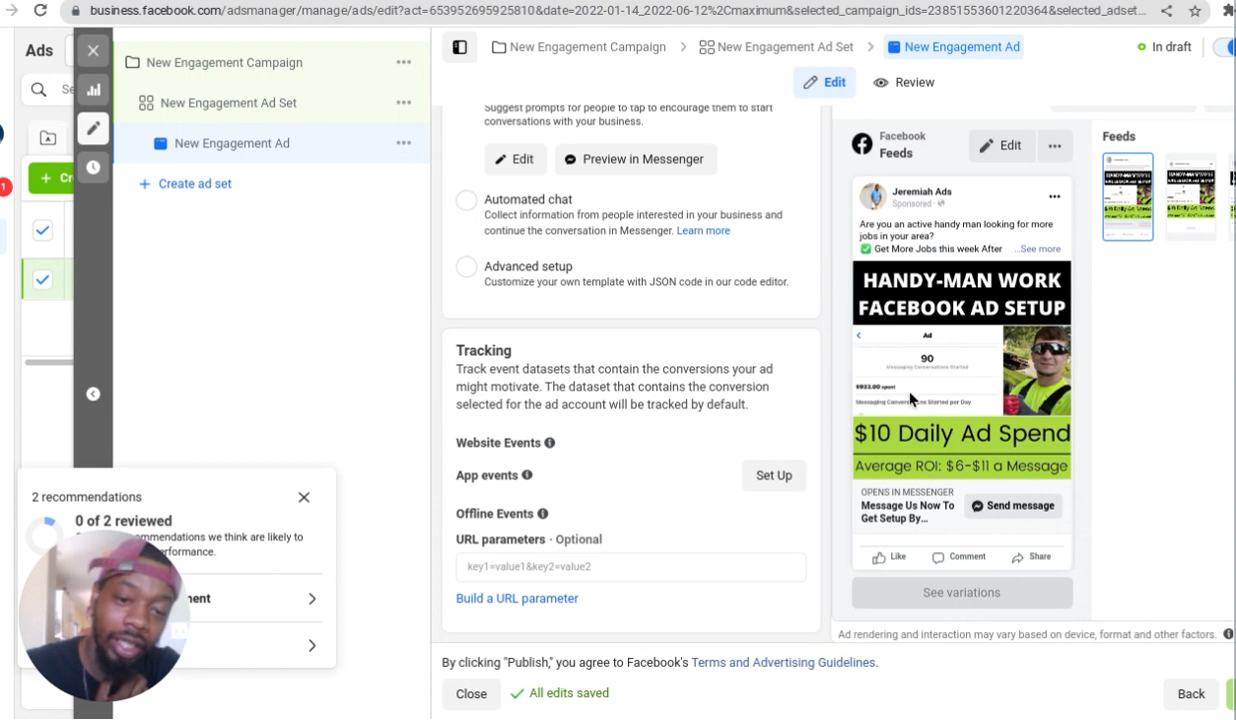 business.facebook.com/adsmanager/manage/ads/edit?act=653952695925810&date=2022-01-14_2022-06-12%2Cmaximum&selected_campaign_ids=23851553601220364&selected_adset...
Ads
New Engagement Campaign
New Engagement Ad Set
New Engagement Ad
Create ad set
1
2 recommendations
0 of 2 reviewed
New Engagement Campaign
New Engagement Ad Set
New Engagement Ad
In draft
Edit
Review
Suggest prompts for people to tap to encourage them to start
conversations with your business.
Edit
Preview in Messenger
Automated chat
Collect information from people interested in your business and
continue the conversation in Messenger. Learn more
Advanced setup
Customize your own template with JSON code in our code editor.
Tracking
Track event datasets that contain the conversions your ad
might motivate. The dataset that contains the conversion
selected for the ad account will be tracked by default.
Website Events
App events
Set Up
Offline Events
URL parameters · Optional
key1=value1&key2=value2
Build a URL parameter
Facebook
Feeds
Edit
Feeds
Jeremiah Ads
Sponsored ·
Are you an active handy man looking for more
jobs in your area?
✅ Get More Jobs this week After ...See more
HANDY-MAN WORK
FACEBOOK AD SETUP
Ad
90
Messaging Conversations Started
$10 Daily Ad Spend
Average ROI: $6-$11 a Message
OPENS IN MESSENGER
Message Us Now To
Get Setup By...
Send message
Like
Comment
Share
See variations
Ad rendering and interaction may vary based on device, format and other factors.
By clicking "Publish," you agree to Facebook's Terms and Advertising Guidelines.
Close
All edits saved
Back